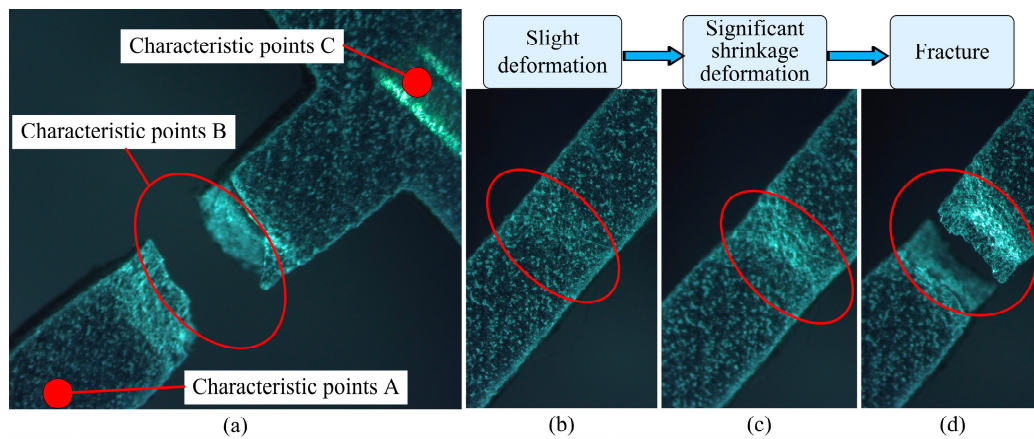 Characteristic points C
Characteristic points B
Characteristic points A
(a)
Slight
deformation
Significant
shrinkage
deformation
Fracture
(b)
(c)
(d)